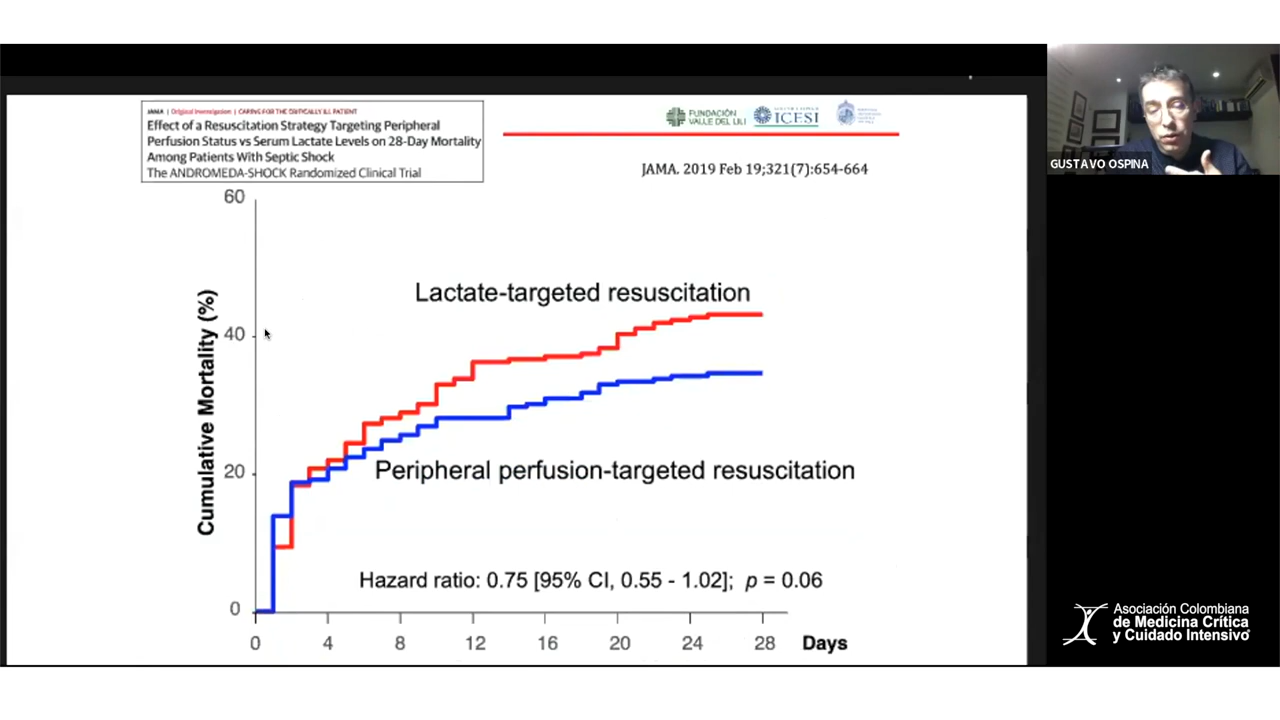 JAMA | Original Investigation | CARING FOR THE CRITICALLY ILL PATIENT
Effect of a Resuscitation Strategy Targeting Peripheral
Perfusion Status vs Serum Lactate Levels on 28-Day Mortality
Among Patients With Septic Shock
The ANDROMEDA-SHOCK Randomized Clinical Trial
FUNDACIÓN
VALLE DEL LILI
ICESI
JAMA. 2019 Feb 19;321(7):654-664
GUSTAVO OSPINA
60
40
20
0
Cumulative Mortality (%)
Lactate-targeted resuscitation
Peripheral perfusion-targeted resuscitation
Hazard ratio: 0.75 [95% CI, 0.55 - 1.02]; p = 0.06
0 4 8 12 16 20 24 28 Days
Asociación Colombiana
de Medicina Crítica
y Cuidado Intensivo